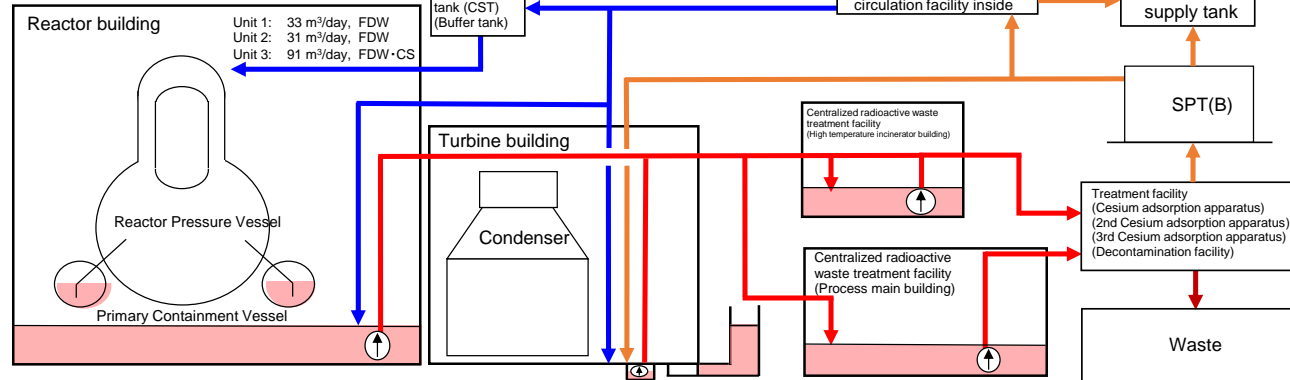 Reactor building
Unit 1: 33 m³/day, FDW
Unit 2: 31 m³/day, FDW
Unit 3: 91 m³/day, FDW・CS
tank (CST)
(Buffer tank)
circulation facility inside
supply tank
SPT(B)
Centralized radioactive waste
treatment facility
(High temperature incinerator building)
Turbine building
Treatment facility
(Cesium adsorption apparatus)
(2nd Cesium adsorption apparatus)
(3rd Cesium adsorption apparatus)
(Decontamination facility)
Reactor Pressure Vessel
Condenser
Centralized radioactive
waste treatment facility
(Process main building)
Primary Containment Vessel
Waste